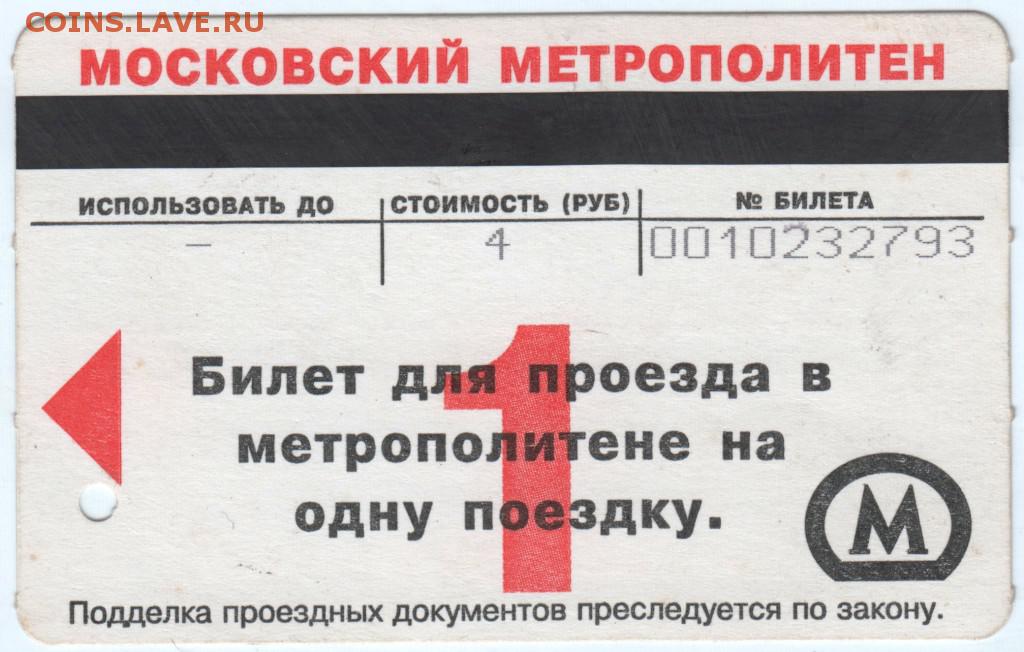 COINS.LAVE.RU
МОСКОВСКИЙ МЕТРОПОЛИТЕН
ИСПОЛЬЗОВАТЬ ДО СТОИМОСТЬ (РУБ) № БИЛЕТА
– 4 0010232793
1
Билет для проезда в
метрополитене на
одну поездку.
М
Подделка проездных документов преследуется по закону.